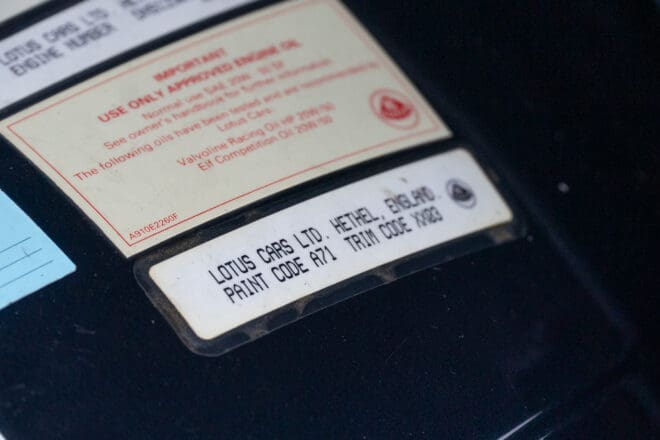 LOTUS CARS LTD. HE
ENGINE NUMBER
IMPORTANT
USE ONLY APPROVED ENGINE OIL
Normal use SAE 20W
See owner's handbook for further information
The following oils have been tested and are recommended by
Lotus Cars.
Valvoline Racing Oil HP 20W 50
Elf Competition Oil 20W 50
A910E2260F
LOTUS CARS LTD. HETHEL, ENGLAND.
PAINT CODE A71 TRIM CODE XX03